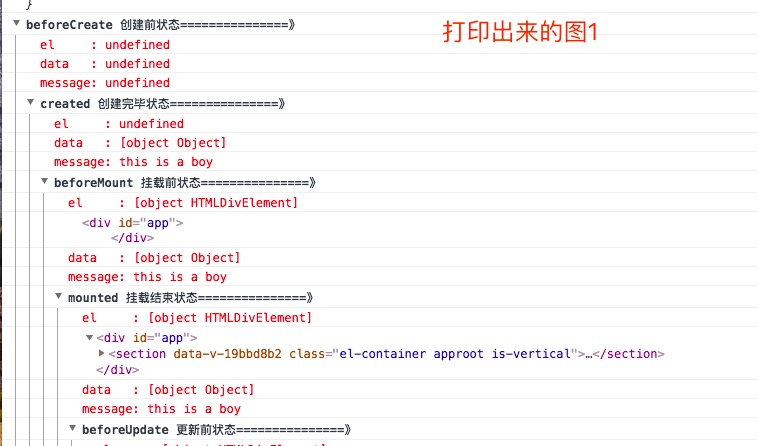 }
beforeCreate 创建前状态===============》
打印出来的图1
el     : undefined
data   : undefined
message: undefined
created 创建完毕状态===============》
el     : undefined
data   : [object Object]
message: this is a boy
beforeMount 挂载前状态===============》
el     : [object HTMLDivElement]
<div id="app">
</div>
data   : [object Object]
message: this is a boy
mounted 挂载结束状态===============》
el     : [object HTMLDivElement]
<div id="app">
<section data-v-19bbd8b2 class="el-container approot is-vertical">…</section>
</div>
data   : [object Object]
message: this is a boy
beforeUpdate 更新前状态===============》